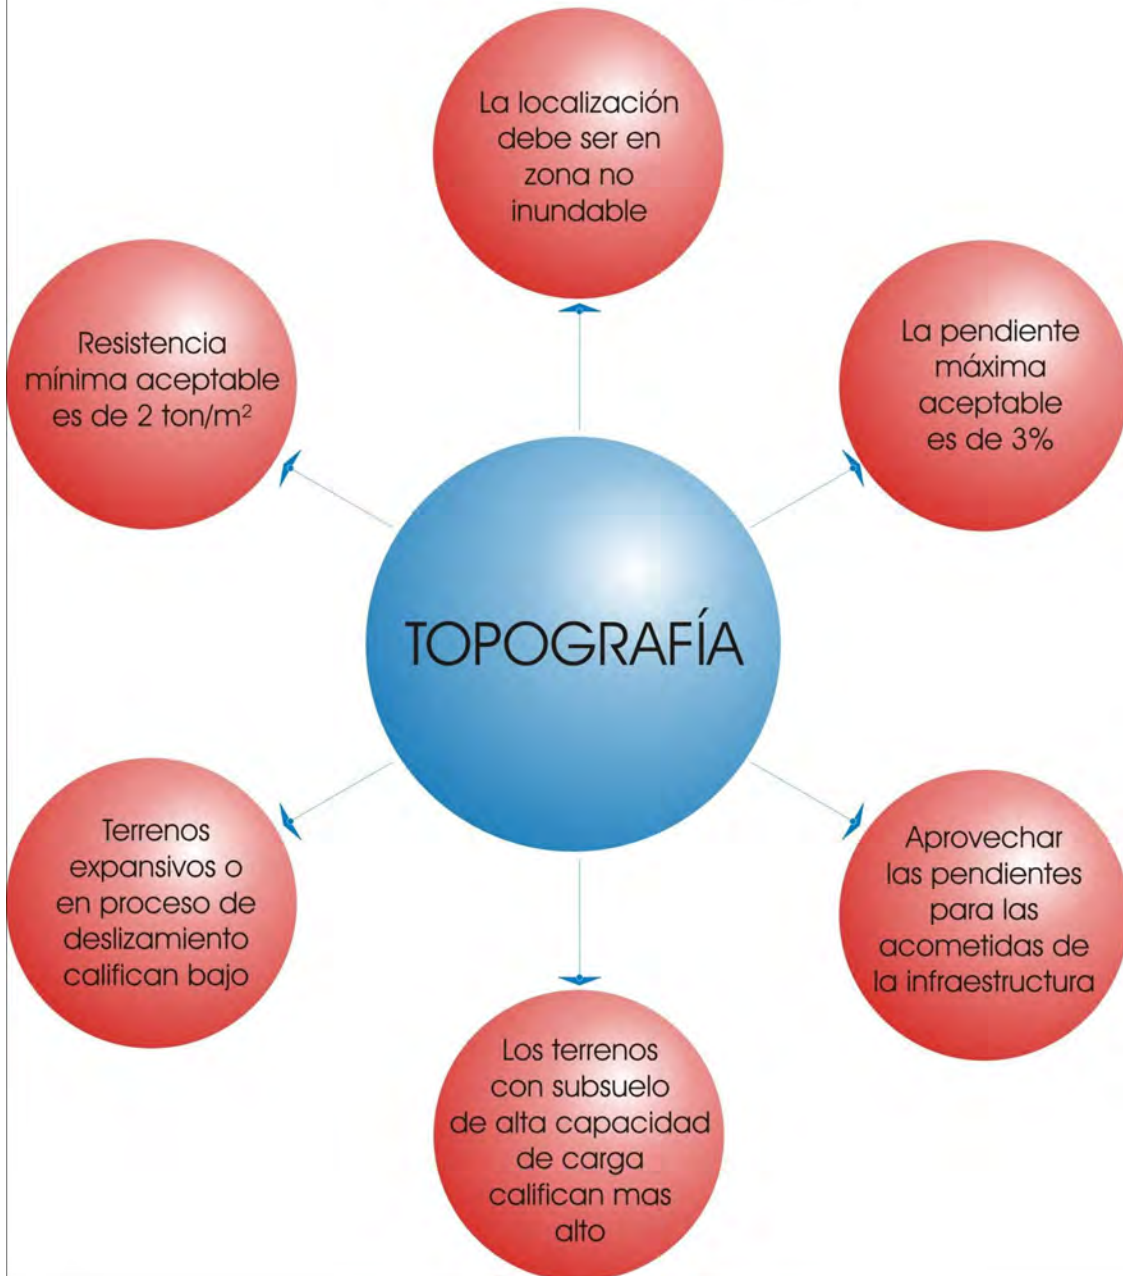 La localización
debe ser en
zona no
inundable
La pendiente
máxima
aceptable
es de 3%
Resistencia
mínima aceptable
es de 2 ton/m²
TOPOGRAFÍA
Terrenos
expansivos o
en proceso de
deslizamiento
califican bajo
Aprovechar
las pendientes
para las
acometidas de
la infraestructura
Los terrenos
con subsuelo
de alta capacidad
de carga
califican mas
alto